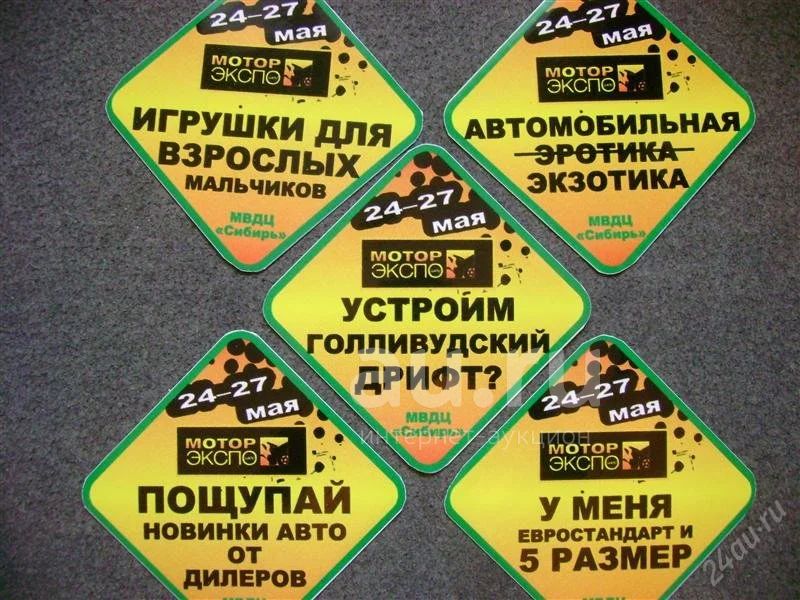 24–27
мая
МОТОР
ЭКСПО
ИГРУШКИ ДЛЯ
ВЗРОСЛЫХ
МАЛЬЧИКОВ
МВДЦ
«Сибирь»
24–27
мая
МОТОР
ЭКСПО
АВТОМОБИЛЬНАЯ
ЭРОТИКА
ЭКЗОТИКА
МВДЦ
«Сибирь»
24–27
мая
МОТОР
ЭКСПО
УСТРОИМ
ГОЛЛИВУДСКИЙ
ДРИФТ?
МВДЦ
«Сибирь»
au.ru
интернет-аукцион
24–27
мая
МОТОР
ЭКСПО
ПОЩУПАЙ
НОВИНКИ АВТО
ОТ
ДИЛЕРОВ
МВДЦ
24–27
мая
МОТОР
ЭКСПО
У МЕНЯ
ЕВРОСТАНДАРТ И
5 РАЗМЕР
МВДЦ
24au.ru